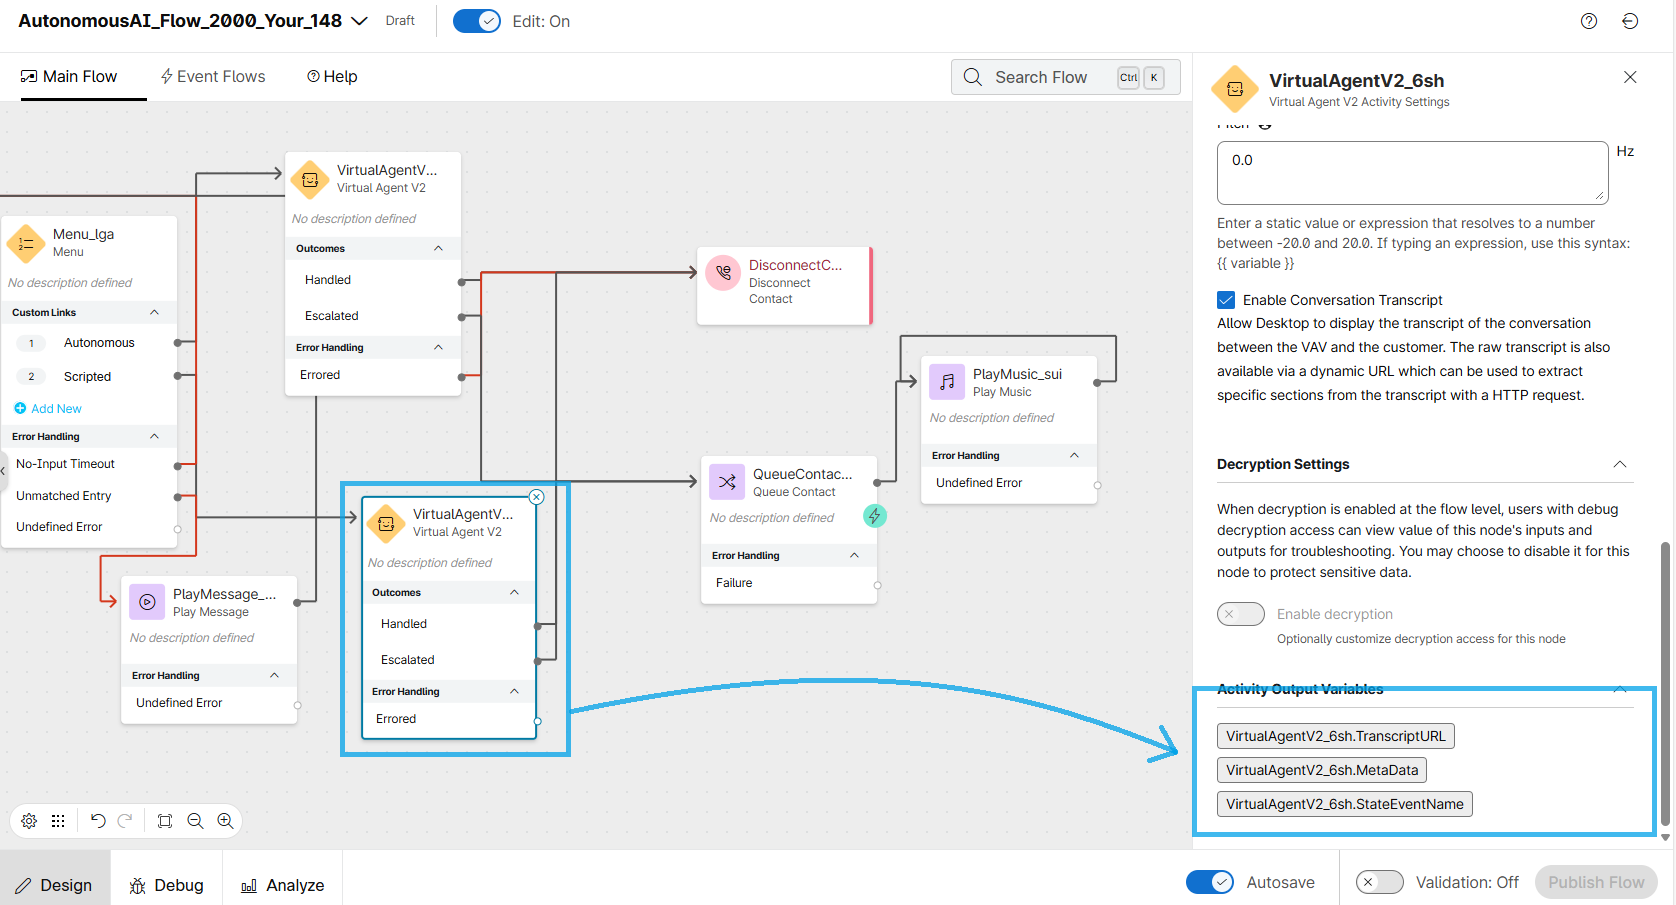 AutonomousAI_Flow_2000_Your_148
Draft
Edit: On
Main Flow
Event Flows
Help
Search Flow
Ctrl
K
Menu_lga
Menu
No description defined
Custom Links
1
Autonomous
2
Scripted
Add New
Error Handling
No-Input Timeout
Unmatched Entry
Undefined Error
VirtualAgentV...
Virtual Agent V2
No description defined
Outcomes
Handled
Escalated
Error Handling
Errored
PlayMessage_...
Play Message
No description defined
Error Handling
Undefined Error
VirtualAgentV...
Virtual Agent V2
No description defined
Outcomes
Handled
Escalated
Error Handling
Errored
DisconnectC...
Disconnect
Contact
QueueContac...
Queue Contact
No description defined
Error Handling
Failure
PlayMusic_sui
Play Music
No description defined
Error Handling
Undefined Error
VirtualAgentV2_6sh
Virtual Agent V2 Activity Settings
Pitch
0.0
Hz
Enter a static value or expression that resolves to a number
between -20.0 and 20.0. If typing an expression, use this syntax:
{{ variable }}
Enable Conversation Transcript
Allow Desktop to display the transcript of the conversation
between the VAV and the customer. The raw transcript is also
available via a dynamic URL which can be used to extract
specific sections from the transcript with a HTTP request.
Decryption Settings
When decryption is enabled at the flow level, users with debug
decryption access can view value of this node's inputs and
outputs for troubleshooting. You may choose to disable it for this
node to protect sensitive data.
Enable decryption
Optionally customize decryption access for this node
Activity Output Variables
VirtualAgentV2_6sh.TranscriptURL
VirtualAgentV2_6sh.MetaData
VirtualAgentV2_6sh.StateEventName
Design
Debug
Analyze
Autosave
Validation: Off
Publish Flow